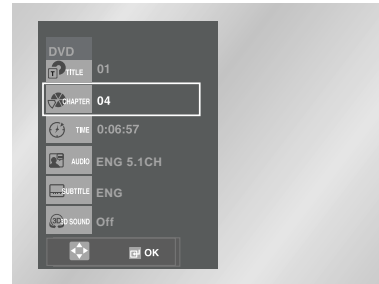 DVD
TITLE 01
CHAPTER 04
TIME 0:06:57
AUDIO ENG 5.1CH
SUBTITLE ENG
3D SOUND Off
OK